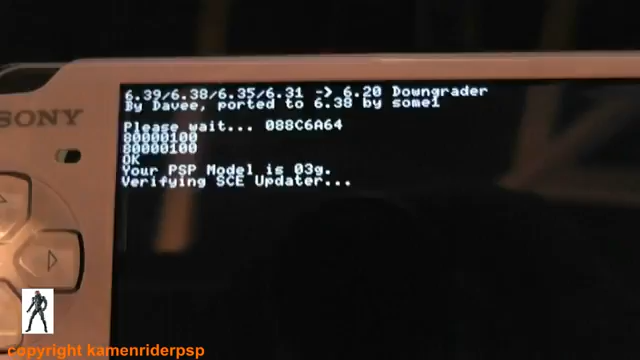 6.39/6.38/6.35/6.31 -> 6.20 Downgrader
By Davee, ported to 6.38 by some1
SONY
Please wait... 088C6A64
80000100
80000100
OK
Your PSP Model is 03g.
Verifying SCE Updater...
copyright kamenriderpsp